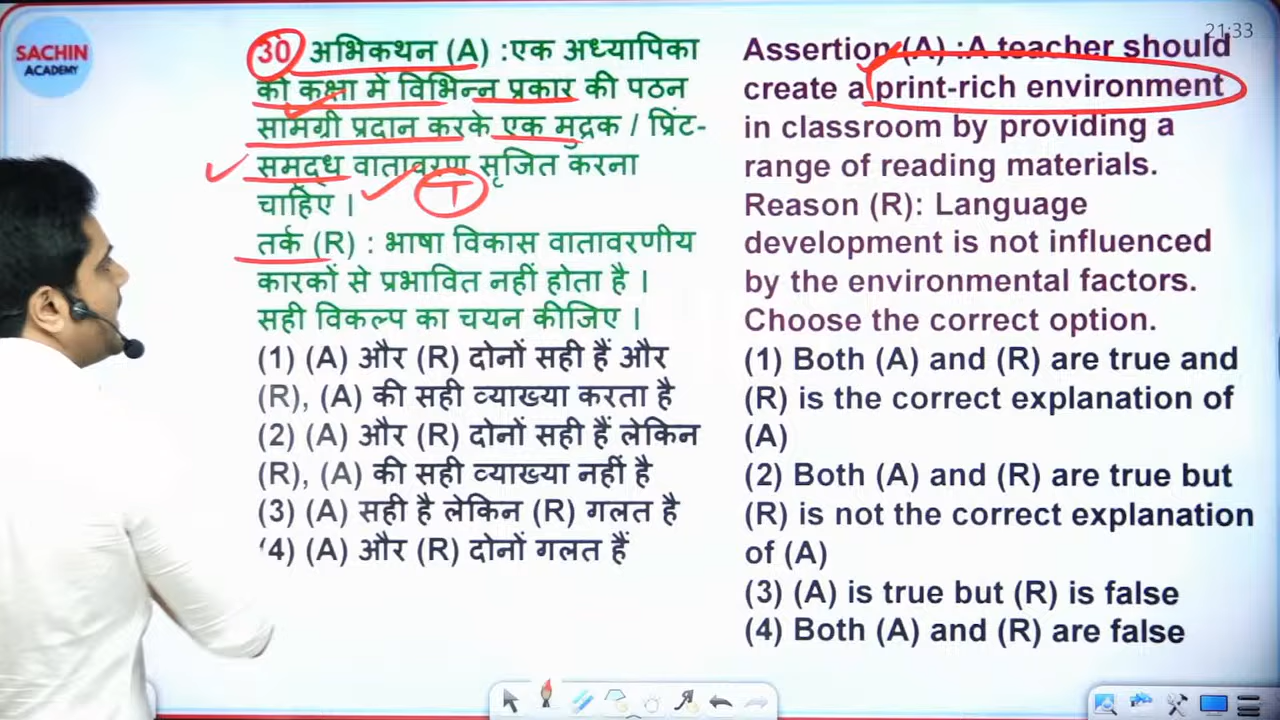 SACHIN
ACADEMY
21:33
30 अभिकथन (A) : एक अध्यापिका
को कक्षा में विभिन्न प्रकार की पठन
सामग्री प्रदान करके एक मुद्रक / प्रिंट-
समृद्ध वातावरण सृजित करना
चाहिए ।
T
तर्क (R) : भाषा विकास वातावरणीय
कारकों से प्रभावित नहीं होता है ।
सही विकल्प का चयन कीजिए ।
(1) (A) और (R) दोनों सही हैं और
(R), (A) की सही व्याख्या करता है
(2) (A) और (R) दोनों सही हैं लेकिन
(R), (A) की सही व्याख्या नहीं है
(3) (A) सही है लेकिन (R) गलत है
(4) (A) और (R) दोनों गलत हैं
Assertion (A) :A teacher should
create a print-rich environment
in classroom by providing a
range of reading materials.
Reason (R): Language
development is not influenced
by the environmental factors.
Choose the correct option.
(1) Both (A) and (R) are true and
(R) is the correct explanation of
(A)
(2) Both (A) and (R) are true but
(R) is not the correct explanation
of (A)
(3) (A) is true but (R) is false
(4) Both (A) and (R) are false